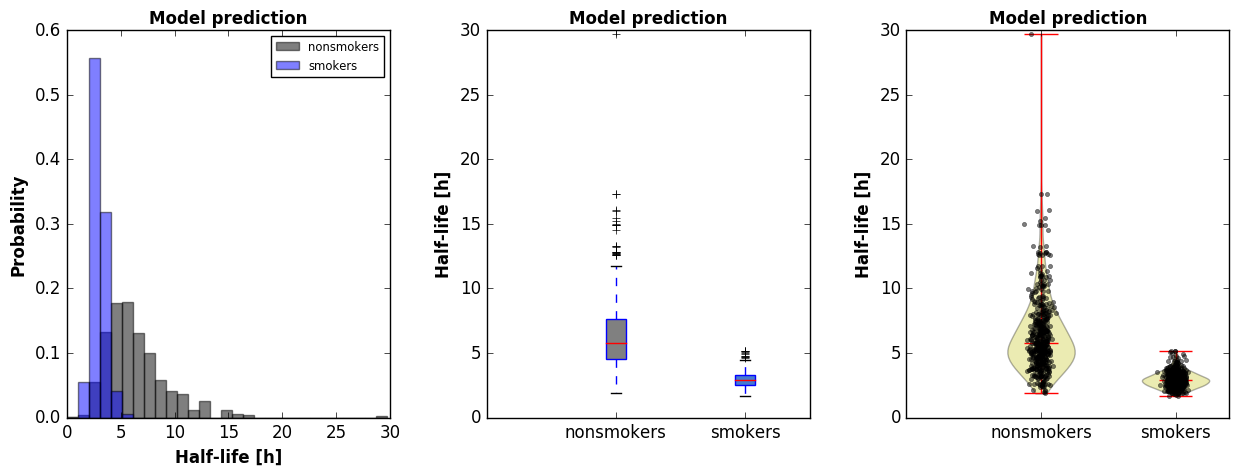 Model prediction
0.6
0.5
0.4
0.3
0.2
0.1
0.0
Probability
nonsmokers
smokers
0 5 10 15 20 25 30
Half-life [h]
Model prediction
30
25
20
15
10
5
0
Half-life [h]
nonsmokers smokers
Model prediction
30
25
20
15
10
5
0
Half-life [h]
nonsmokers smokers